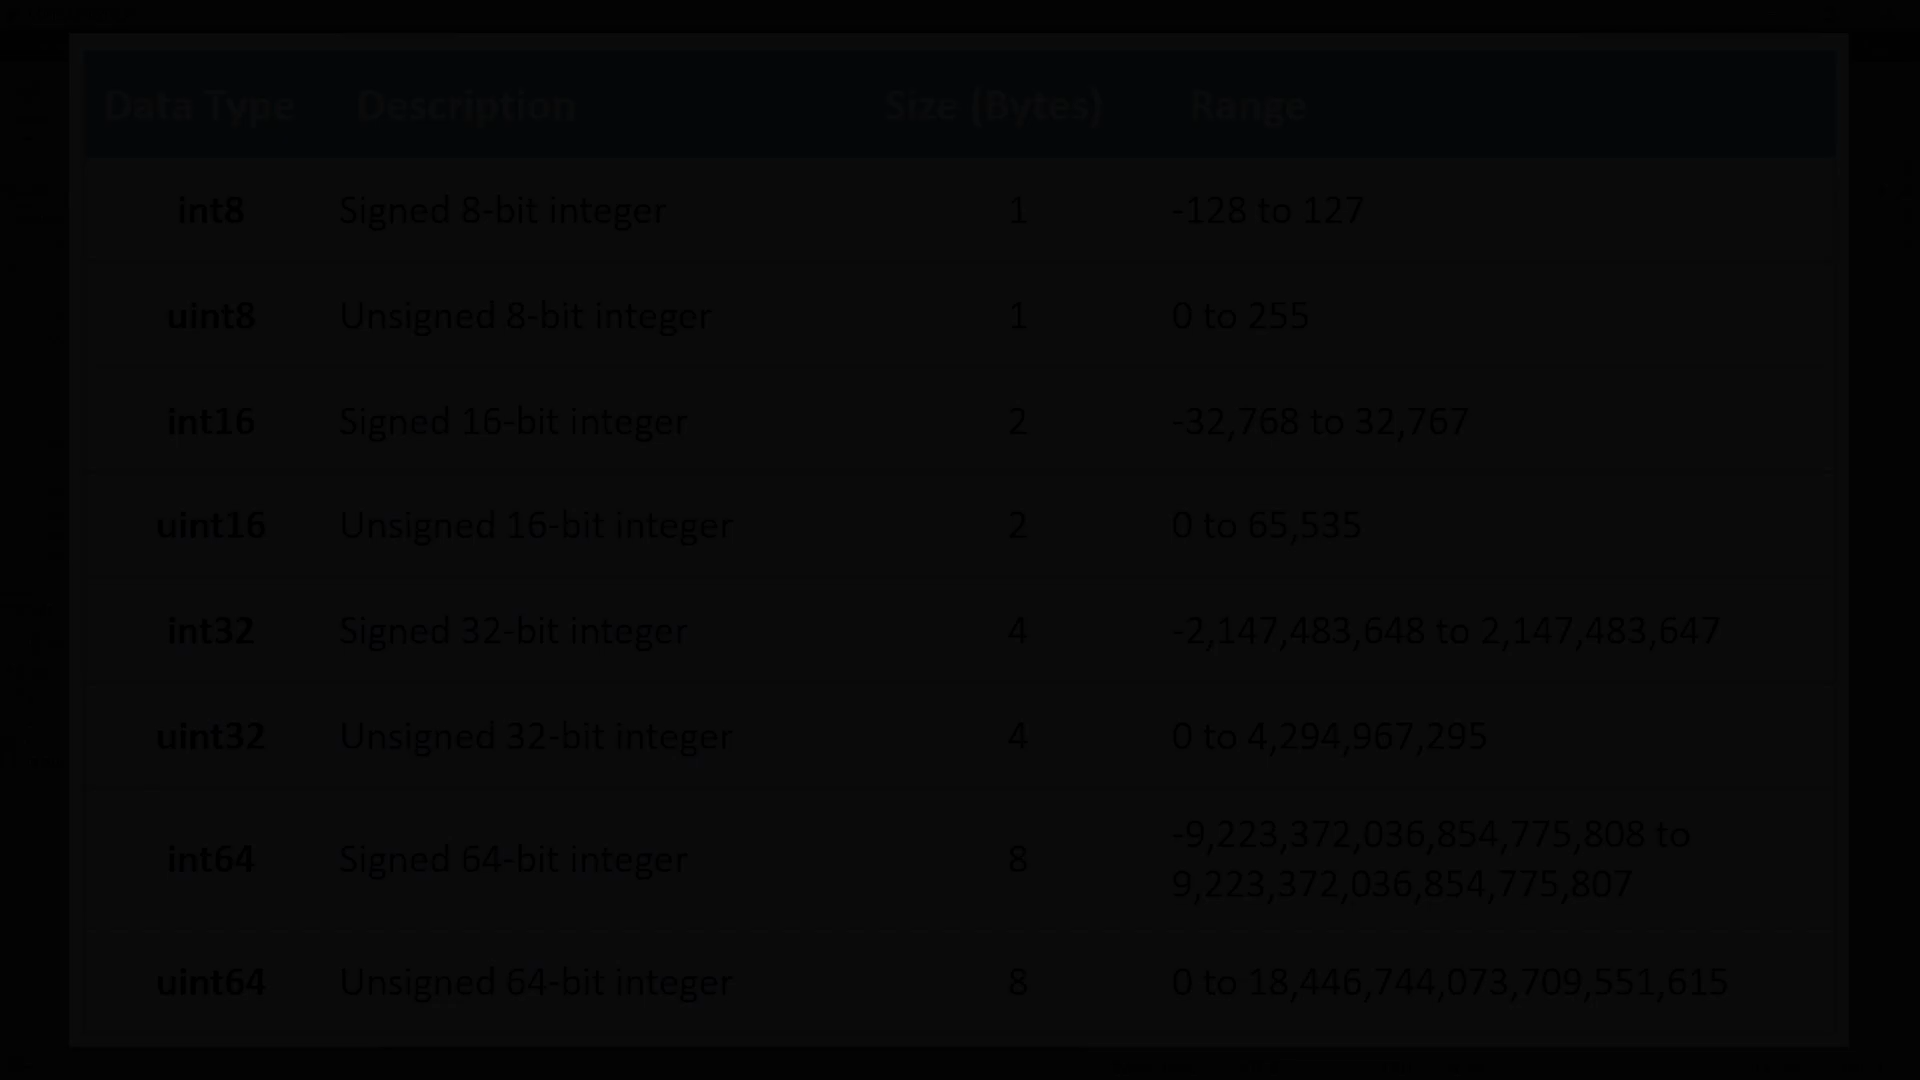 Data Type Description Size (Bytes) Range
int8 Signed 8-bit integer 1 -128 to 127
uint8 Unsigned 8-bit integer 1 0 to 255
int16 Signed 16-bit integer 2 -32,768 to 32,767
uint16 Unsigned 16-bit integer 2 0 to 65,535
int32 Signed 32-bit integer 4 -2,147,483,648 to 2,147,483,647
uint32 Unsigned 32-bit integer 4 0 to 4,294,967,295
int64 Signed 64-bit integer 8 -9,223,372,036,854,775,808 to
9,223,372,036,854,775,807
uint64 Unsigned 64-bit integer 8 0 to 18,446,744,073,709,551,615